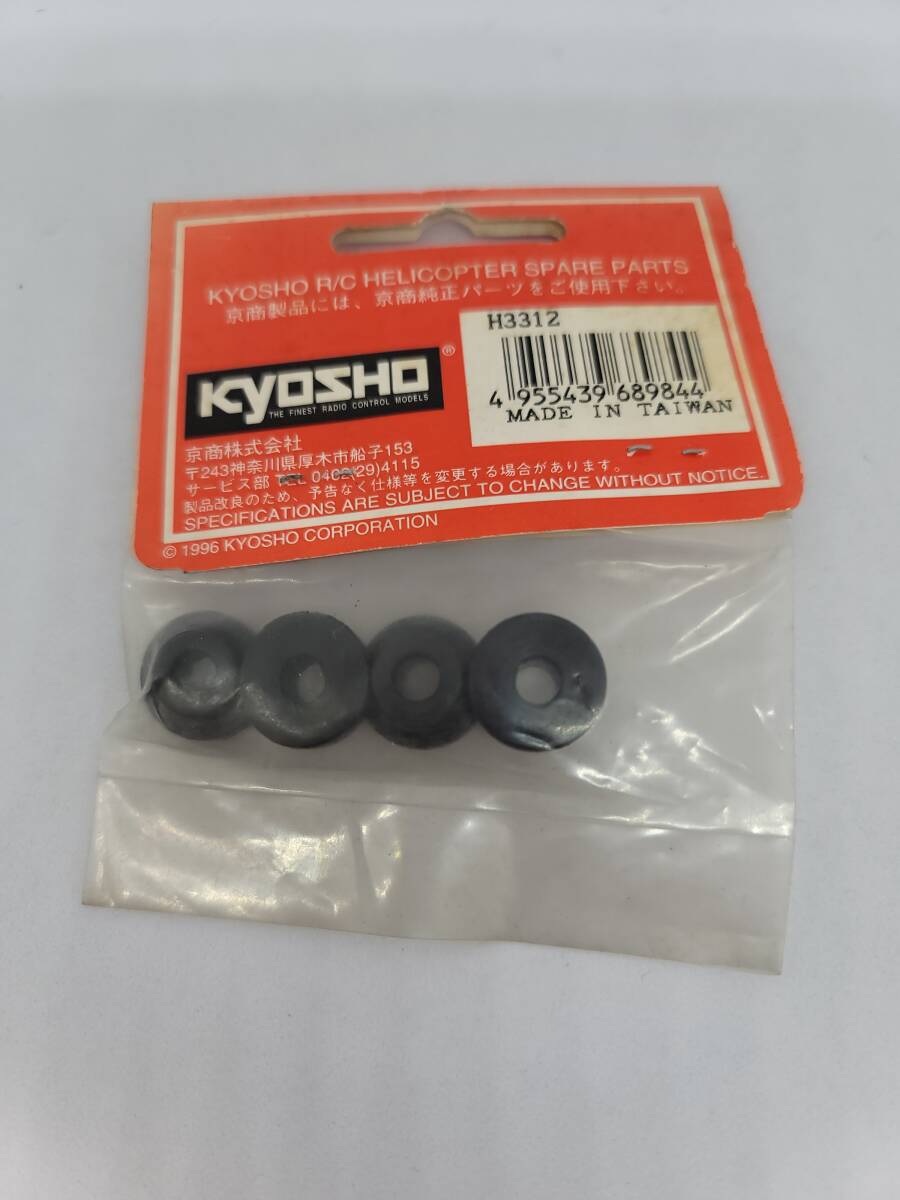 KYOSHO R/C HELICOPTER SPARE PARTS
京商製品には、京商純正パーツをご使用下さい。
H3312
4 955439 689844
MADE IN TAIWAN
KYOSHO ®
THE FINEST RADIO CONTROL MODELS
京商株式会社
〒243神奈川県厚木市船子153
サービス部 TEL 0462(29)4115
製品改良のため、予告なく仕様等を変更する場合があります。
SPECIFICATIONS ARE SUBJECT TO CHANGE WITHOUT NOTICE.
© 1996 KYOSHO CORPORATION